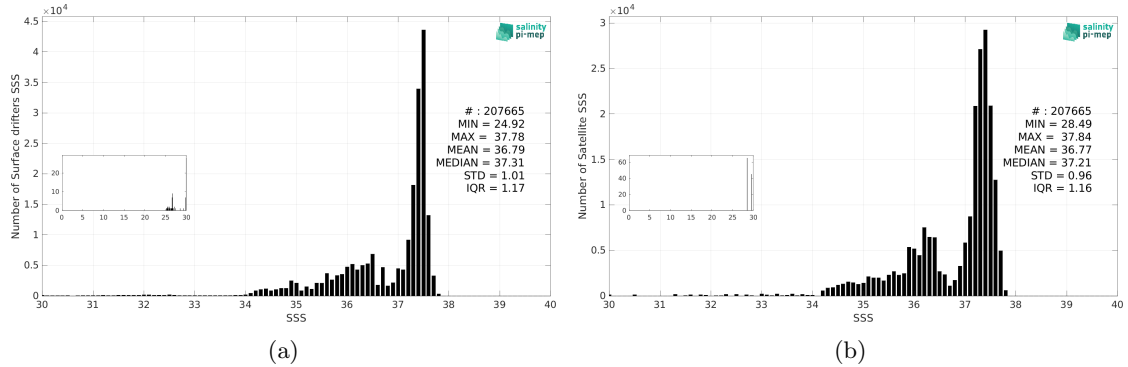 ×10^4
4.5
4
3.5
3
2.5
2
1.5
1
0.5
0
Number of Surface drifters SSS
salinity
pi-mep
# : 207665
MIN = 24.92
MAX = 37.78
MEAN = 36.79
MEDIAN = 37.31
STD = 1.01
IQR = 1.17
20
10
0
0 5 10 15 20 25 30
30 31 32 33 34 35 36 37 38 39 40
SSS
(a)
×10^4
3
2.5
2
1.5
1
0.5
0
Number of Satellite SSS
salinity
pi-mep
# : 207665
MIN = 28.49
MAX = 37.84
MEAN = 36.77
MEDIAN = 37.21
STD = 0.96
IQR = 1.16
60
40
20
0
0 5 10 15 20 25 30
30 31 32 33 34 35 36 37 38 39 40
SSS
(b)